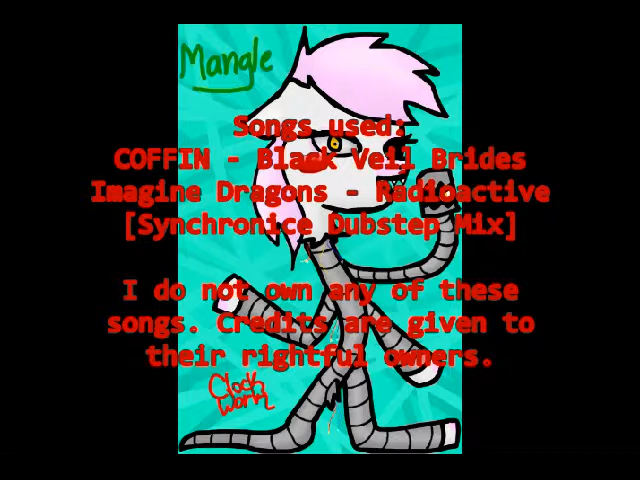 Mangle
Songs used:
COFFIN - Black Veil Brides
Imagine Dragons - Radioactive
[Synchronice Dubstep Mix]
I do not own any of these
songs. Credits are given to
their rightful owners.
Clock
Work